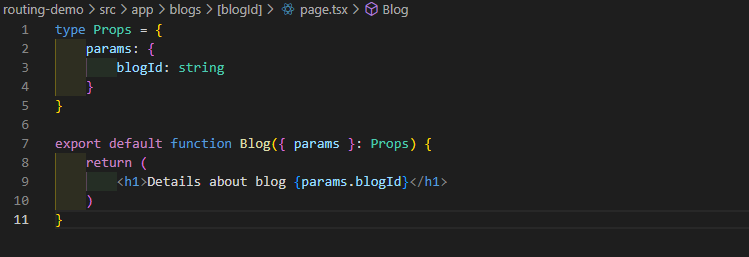 routing-demo > src > app > blogs > [blogId] > page.tsx > Blog
1 type Props = {
2     params: {
3         blogId: string
4     }
5 }
6
7 export default function Blog({ params }: Props) {
8     return (
9         <h1>Details about blog {params.blogId}</h1>
10     )
11 }